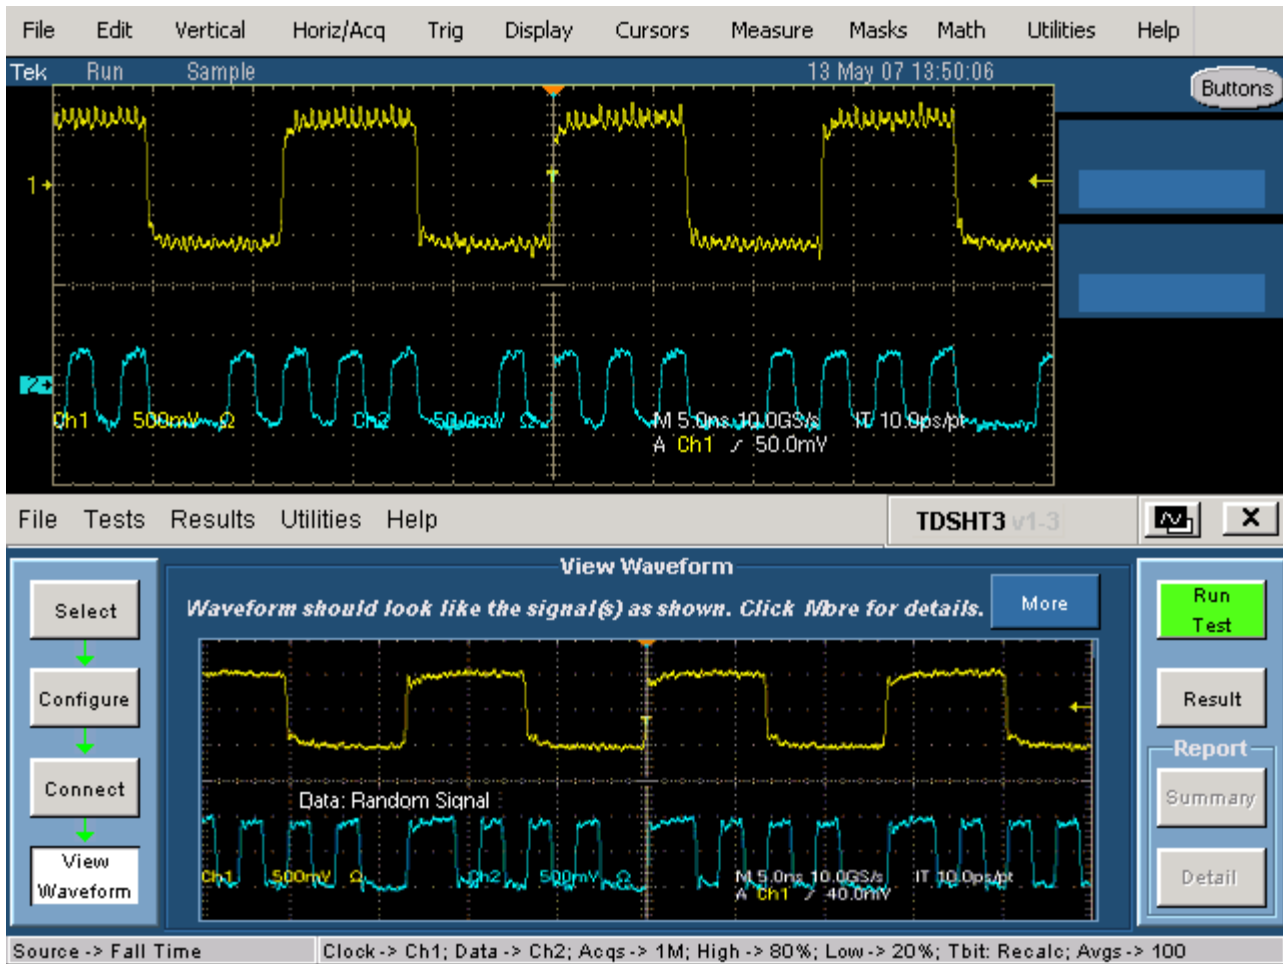 File Edit Vertical Horiz/Acq Trig Display Cursors Measure Masks Math Utilities Help
Tek Run Sample 13 May 07 13:50:06
Buttons
1
2
Ch1 500mV Ω Ch2 50.0mV Ω M 5.0ns 10.0GS/s IT 10.0ps/pt
A Ch1 / 50.0mV
File Tests Results Utilities Help TDSHT3 v1-3
View Waveform
Waveform should look like the signal(s) as shown. Click More for details.
More
Select
Configure
Connect
View
Waveform
Data: Random Signal
Ch1 500mV Ω Ch2 500mV Ω M 5.0ns 10.0GS/s IT 10.0ps/pt
A Ch1 / 40.0mV
Run
Test
Result
Report
Summary
Detail
Source -> Fall Time Clock -> Ch1; Data -> Ch2; Acqs -> 1M; High -> 80%; Low -> 20%; Tbit: Recalc; Avgs -> 100